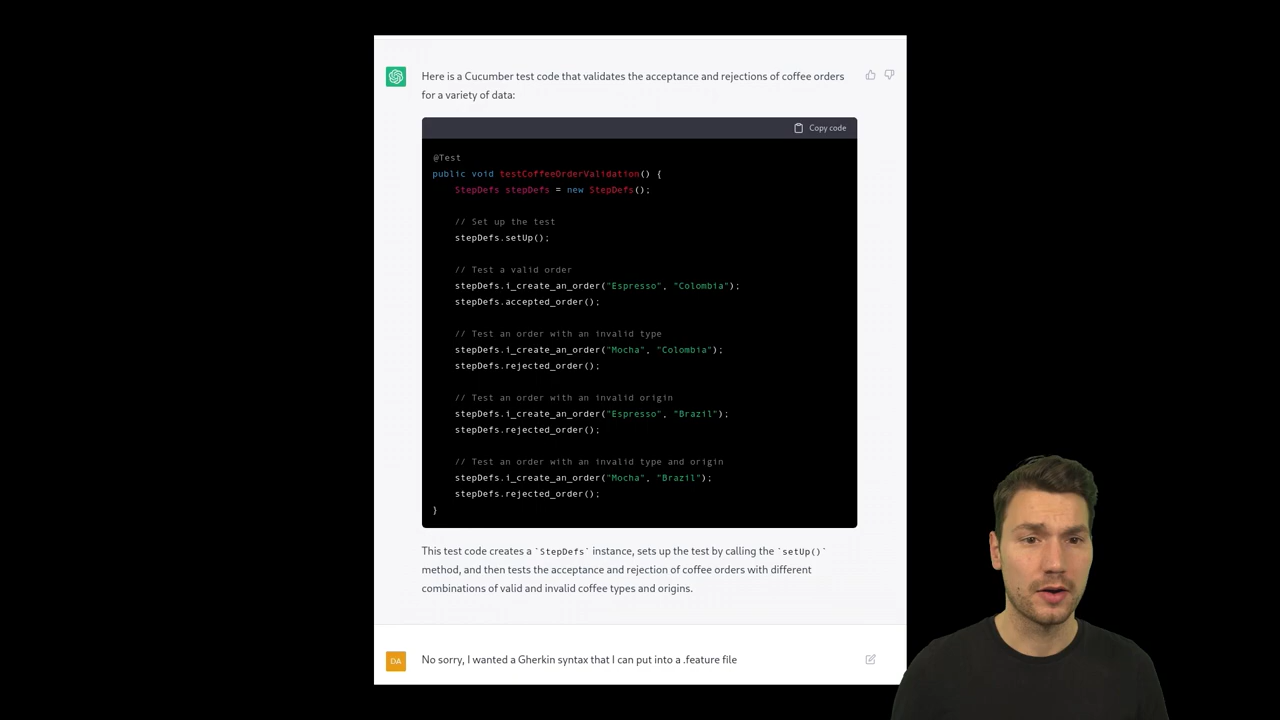 Here is a Cucumber test code that validates the acceptance and rejections of coffee orders
for a variety of data:
Copy code
@Test
public void testCoffeeOrderValidation() {
    StepDefs stepDefs = new StepDefs();
    // Set up the test
    stepDefs.setUp();
    // Test a valid order
    stepDefs.i_create_an_order("Espresso", "Colombia");
    stepDefs.accepted_order();
    // Test an order with an invalid type
    stepDefs.i_create_an_order("Mocha", "Colombia");
    stepDefs.rejected_order();
    // Test an order with an invalid origin
    stepDefs.i_create_an_order("Espresso", "Brazil");
    stepDefs.rejected_order();
    // Test an order with an invalid type and origin
    stepDefs.i_create_an_order("Mocha", "Brazil");
    stepDefs.rejected_order();
}
This test code creates a `StepDefs` instance, sets up the test by calling the `setUp()`
method, and then tests the acceptance and rejection of coffee orders with different
combinations of valid and invalid coffee types and origins.
DA No sorry, I wanted a Gherkin syntax that I can put into a .feature file